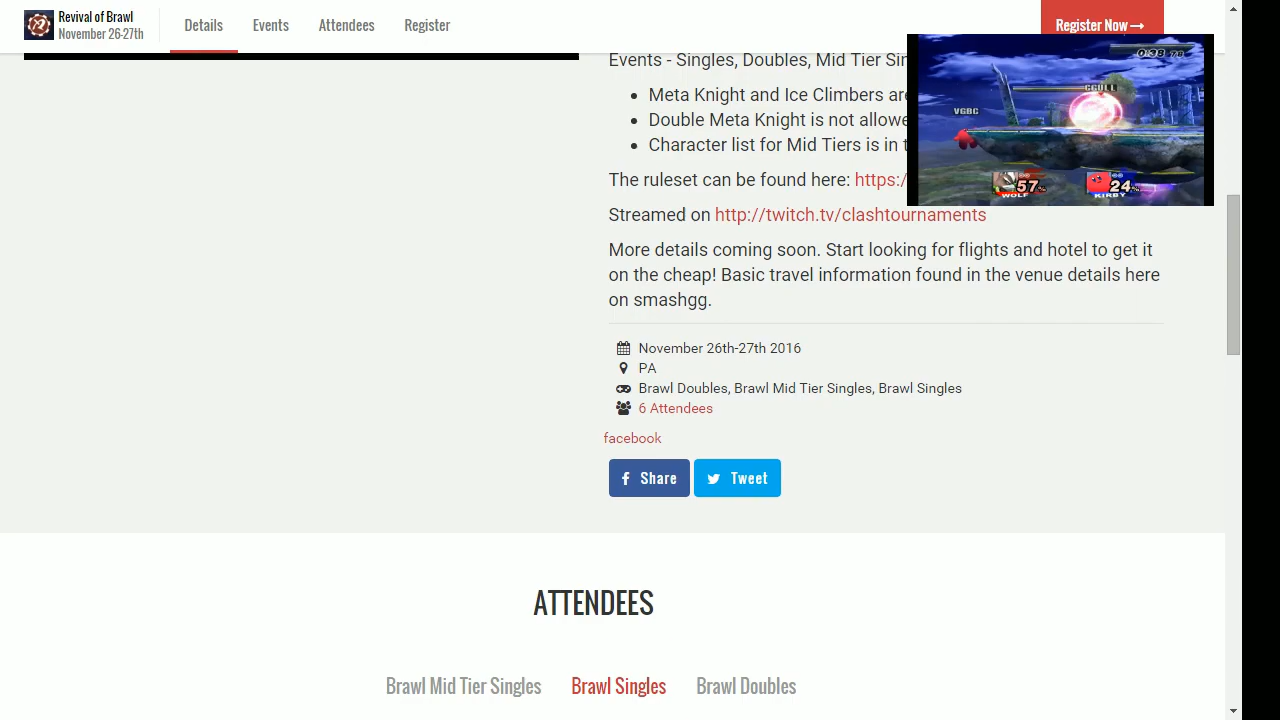 Revival of Brawl
November 26-27th
Details
Events
Attendees
Register
Register Now
Events - Singles, Doubles, Mid Tier
Meta Knight and Ice Climbers
Double Meta Knight is not
Character list for Mid Tiers is in
The ruleset can be found here: https:/
Streamed on http://twitch.tv/clashtournaments
More details coming soon. Start looking for flights and hotel to get it
on the cheap! Basic travel information found in the venue details here
on smashgg.
November 26th-27th 2016
PA
Brawl Doubles, Brawl Mid Tier Singles, Brawl Singles
6 Attendees
facebook
Share
Tweet
VGBC
57%
WOLF
24%
KIRBY
ATTENDEES
Brawl Mid Tier Singles
Brawl Singles
Brawl Doubles